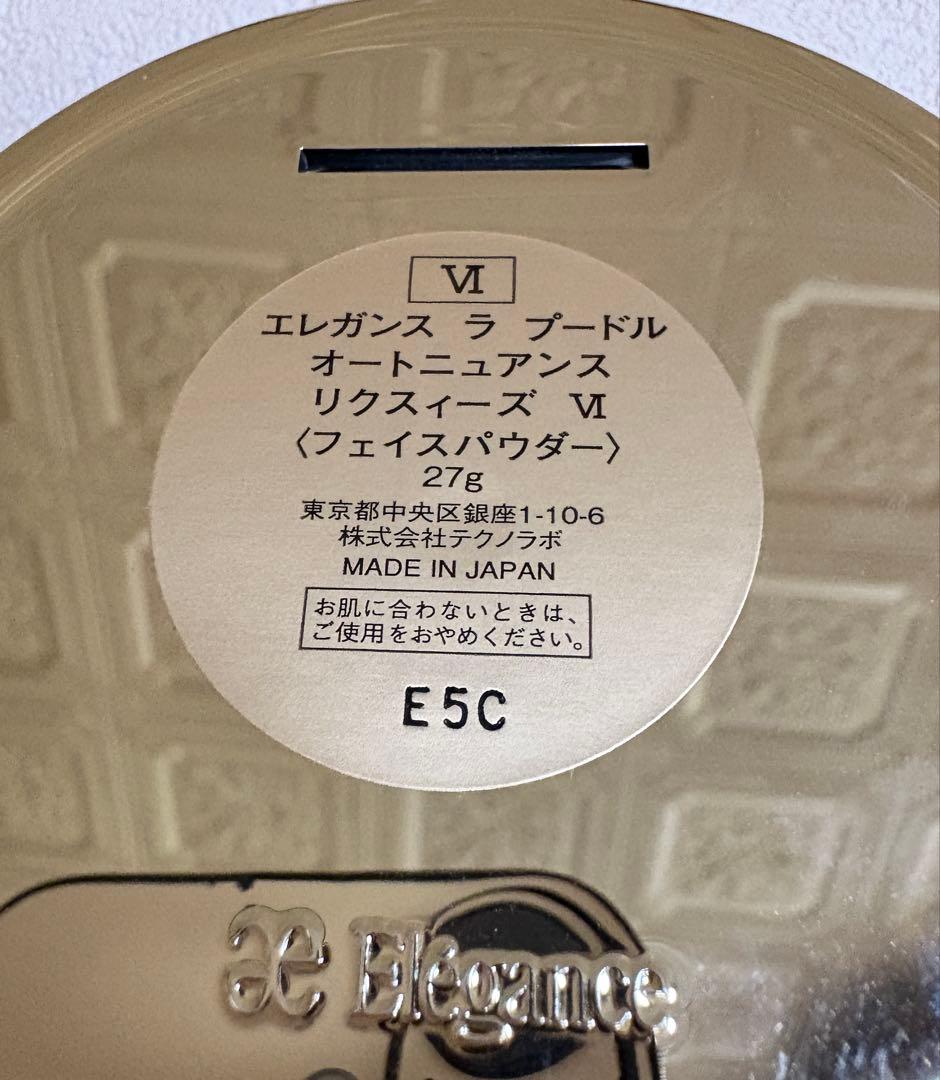 Ⅵ
エレガンス ラ プードル
オートニュアンス
リクスィーズ Ⅵ
〈フェイスパウダー〉
27g
東京都中央区銀座1-10-6
株式会社テクノラボ
MADE IN JAPAN
お肌に合わないときは、
ご使用をおやめください。
E5C
Æ Elégance